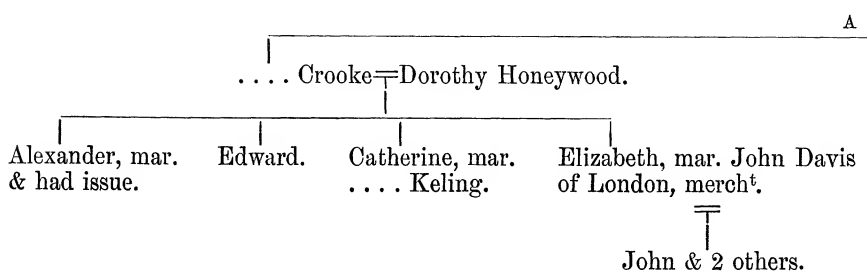 A
. . . . Crooke=Dorothy Honeywood.
Alexander, mar. & had issue.
Edward.
Catherine, mar. . . . . Keling.
Elizabeth, mar. John Davis of London, mercht.
John & 2 others.